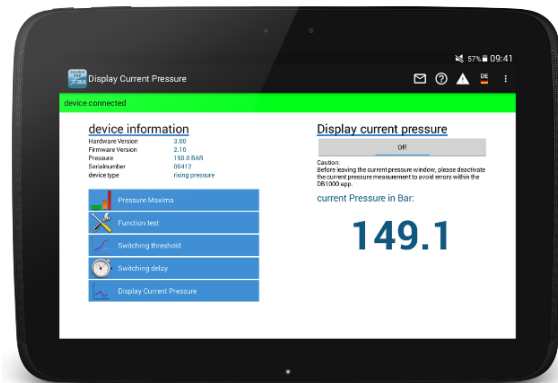 57% 09:41
Display Current Pressure
DE
device connected
device information
Hardware Version 3.00
Firmware Version 2.10
Pressure 150.0 BAR
Serialnumber 00412
device type rising pressure
Pressure Maxima
Function test
Switching threshold
Switching delay
Display Current Pressure
Display current pressure
Off
Caution:
Before leaving the current pressure window, please deactivate
the current pressure measurement to avoid errors within the
DB1000 app.
current Pressure in Bar:
149.1